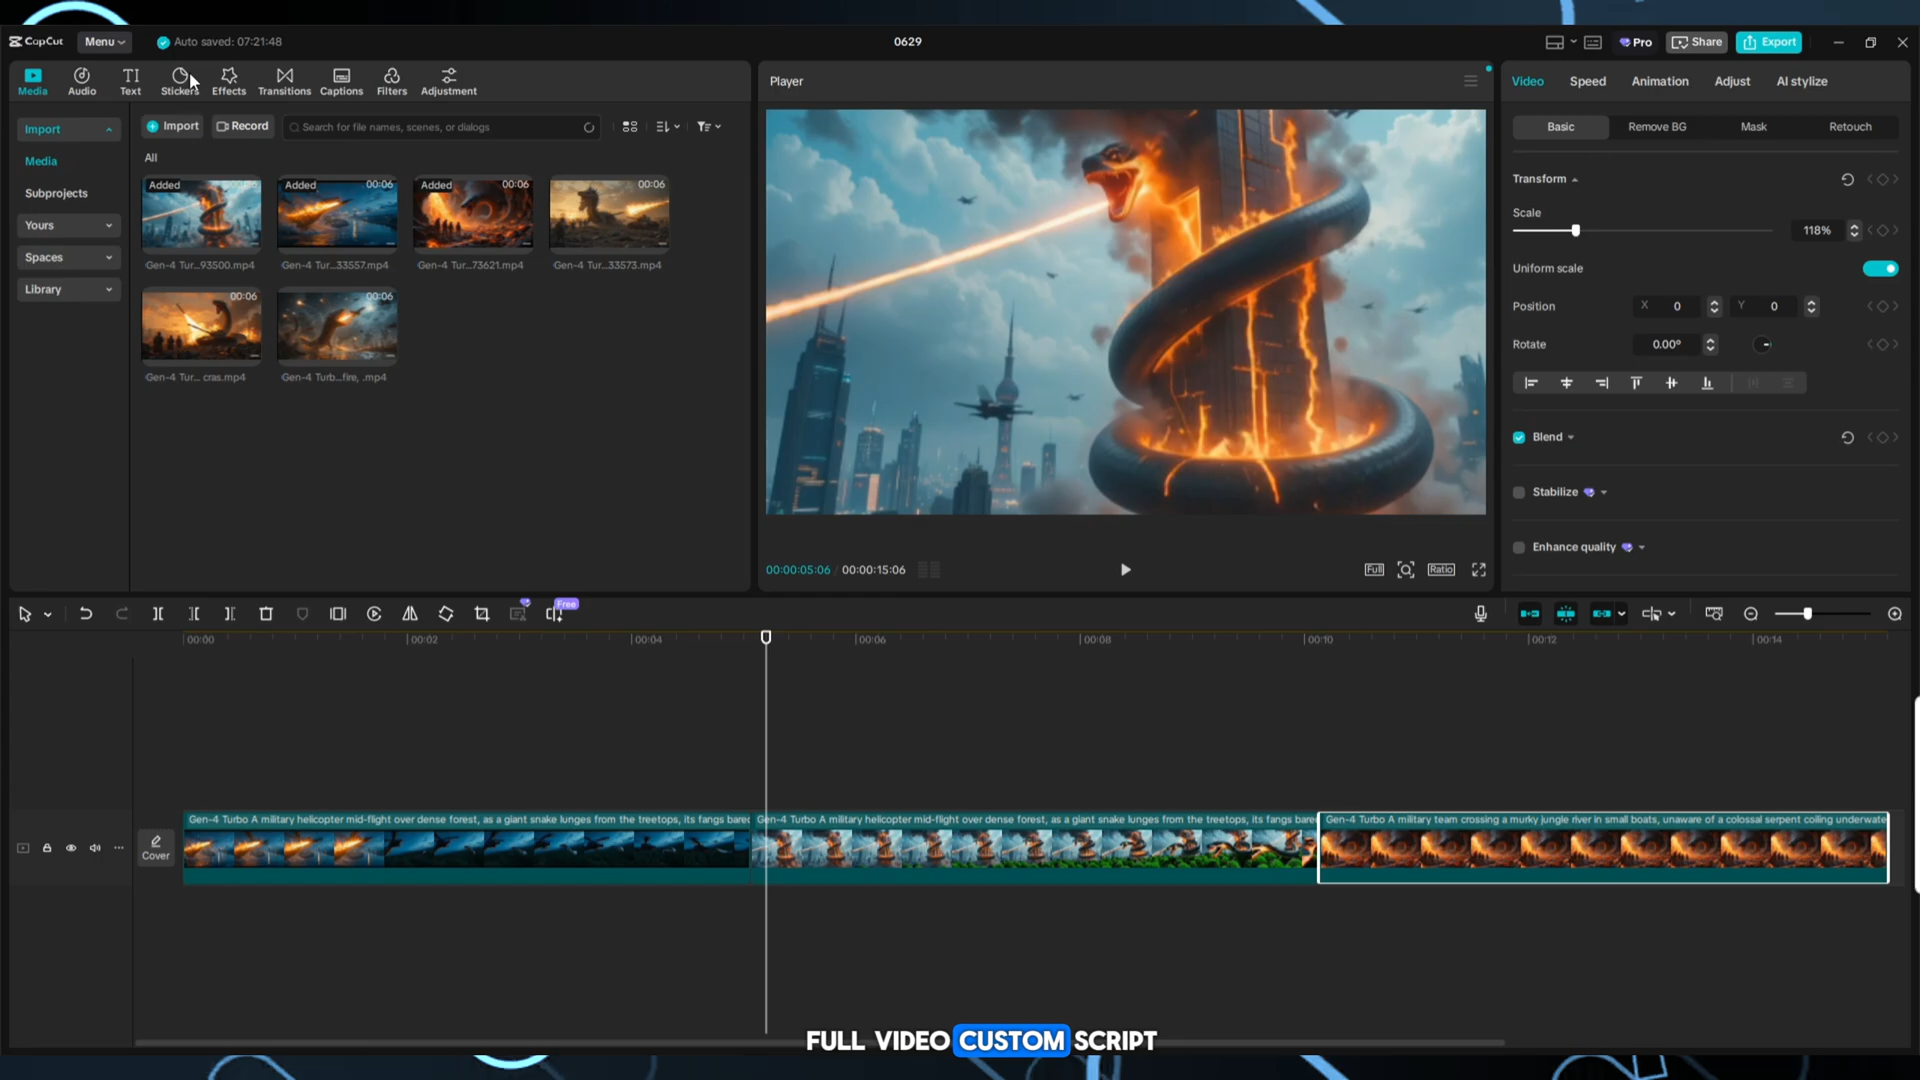 CapCut
Menu
Auto saved: 07:21:48
0629
Pro
Share
Export
Media
Audio
Text
Stickers
Effects
Transitions
Captions
Filters
Adjustment
Import
Media
Subprojects
Yours
Spaces
Library
Import
Record
Search for file names, scenes, or dialogs
All
Added
Added 00:06
Added 00:06
00:06
Gen-4 Tur...93500.mp4
Gen-4 Tur...33557.mp4
Gen-4 Tur...73621.mp4
Gen-4 Tur...33573.mp4
00:06
00:06
Gen-4 Tur... cras.mp4
Gen-4 Turb...fire, .mp4
Player
00:00:05:06 / 00:00:15:06
Full
Ratio
Video
Speed
Animation
Adjust
AI stylize
Basic
Remove BG
Mask
Retouch
Transform
Scale
118%
Uniform scale
Position
X 0
Y 0
Rotate
0.00°
Blend
Stabilize
Enhance quality
Free
00:00
00:02
00:04
00:06
00:08
00:10
00:12
00:14
Cover
Gen-4 Turbo A military helicopter mid-flight over dense forest, as a giant snake lunges from the treetops, its fangs bared
Gen-4 Turbo A military helicopter mid-flight over dense forest, as a giant snake lunges from the treetops, its fangs bared
Gen-4 Turbo A military team crossing a murky jungle river in small boats, unaware of a colossal serpent coiling underwate
FULL VIDEO CUSTOM SCRIPT